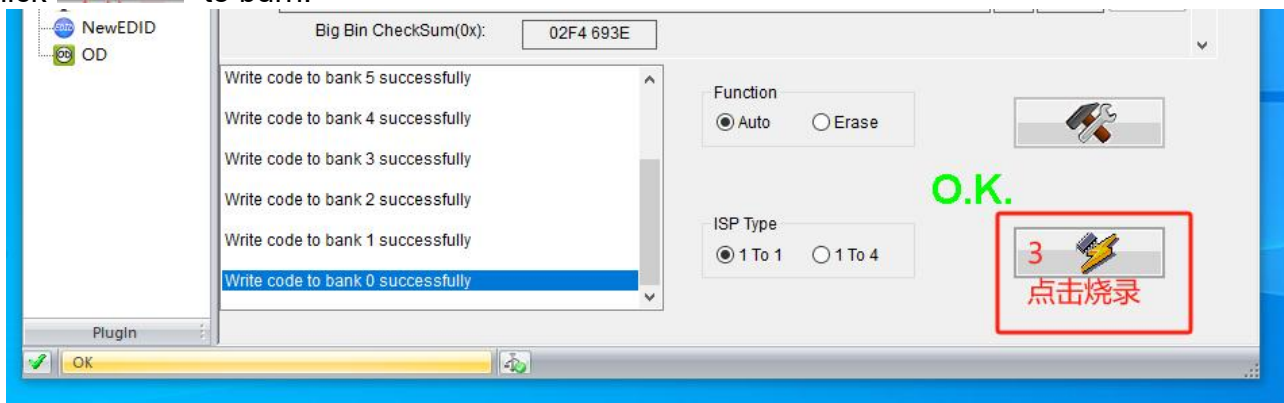 to burn.
NewEDID
OD
Big Bin CheckSum(0x):
02F4 693E
Write code to bank 5 successfully
Write code to bank 4 successfully
Write code to bank 3 successfully
Write code to bank 2 successfully
Write code to bank 1 successfully
Write code to bank 0 successfully
Function
Auto
Erase
O.K.
ISP Type
1 To 1
1 To 4
3
点击烧录
PlugIn
OK